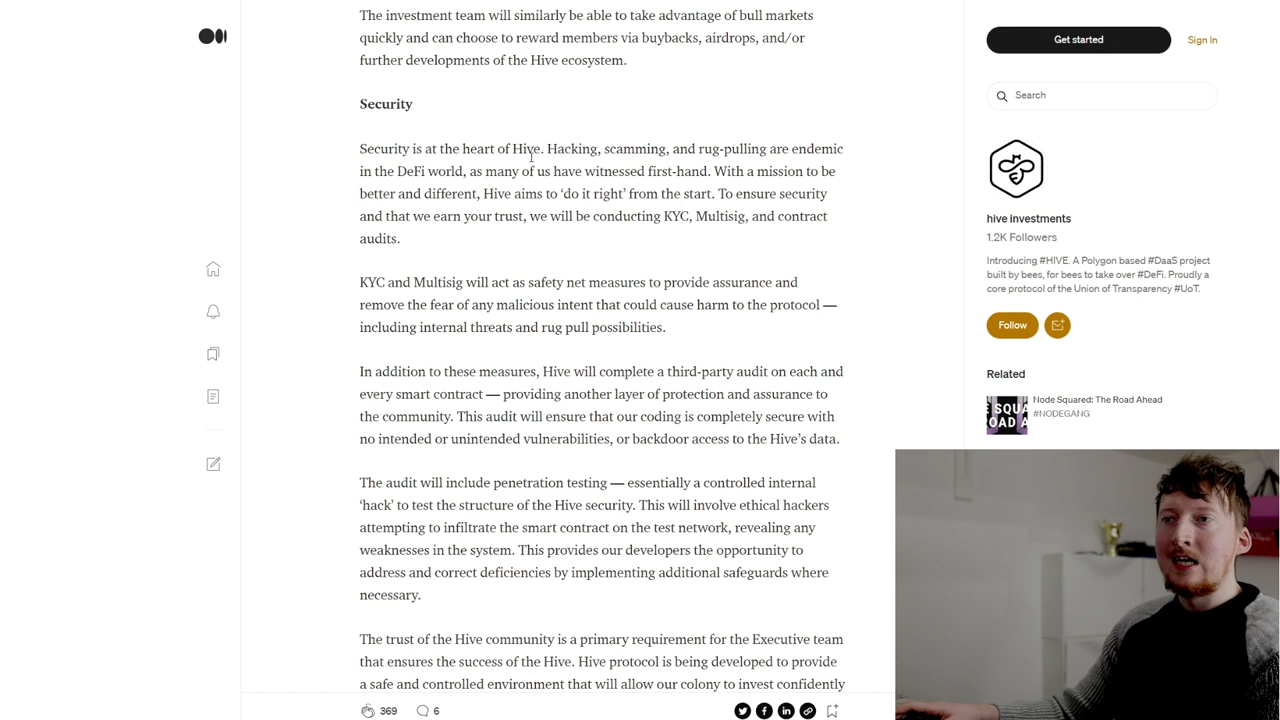 The investment team will similarly be able to take advantage of bull markets
quickly and can choose to reward members via buybacks, airdrops, and/or
further developments of the Hive ecosystem.
Security
Security is at the heart of Hive. Hacking, scamming, and rug-pulling are endemic
in the DeFi world, as many of us have witnessed first-hand. With a mission to be
better and different, Hive aims to ‘do it right’ from the start. To ensure security
and that we earn your trust, we will be conducting KYC, Multisig, and contract
audits.
KYC and Multisig will act as safety net measures to provide assurance and
remove the fear of any malicious intent that could cause harm to the protocol —
including internal threats and rug pull possibilities.
In addition to these measures, Hive will complete a third-party audit on each and
every smart contract — providing another layer of protection and assurance to
the community. This audit will ensure that our coding is completely secure with
no intended or unintended vulnerabilities, or backdoor access to the Hive’s data.
The audit will include penetration testing — essentially a controlled internal
‘hack’ to test the structure of the Hive security. This will involve ethical hackers
attempting to infiltrate the smart contract on the test network, revealing any
weaknesses in the system. This provides our developers the opportunity to
address and correct deficiencies by implementing additional safeguards where
necessary.
The trust of the Hive community is a primary requirement for the Executive team
that ensures the success of the Hive. Hive protocol is being developed to provide
a safe and controlled environment that will allow our colony to invest confidently
369
6
Get started
Sign In
Search
hive investments
1.2K Followers
Introducing #HIVE. A Polygon based #DaaS project
built by bees, for bees to take over #DeFi. Proudly a
core protocol of the Union of Transparency #UoT.
Follow
Related
Node Squared: The Road Ahead
#NODEGANG